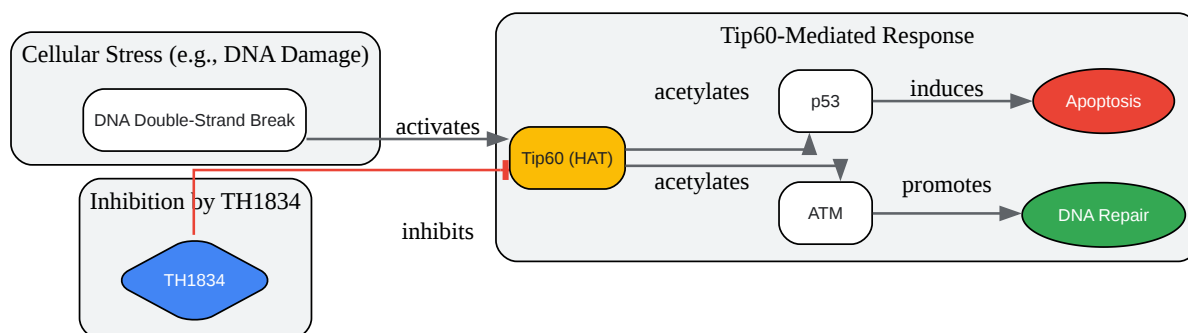 Cellular Stress (e.g., DNA Damage)
DNA Double-Strand Break
activates
Inhibition by TH1834
TH1834
inhibits
Tip60-Mediated Response
Tip60 (HAT)
acetylates
p53
induces
Apoptosis
acetylates
ATM
promotes
DNA Repair